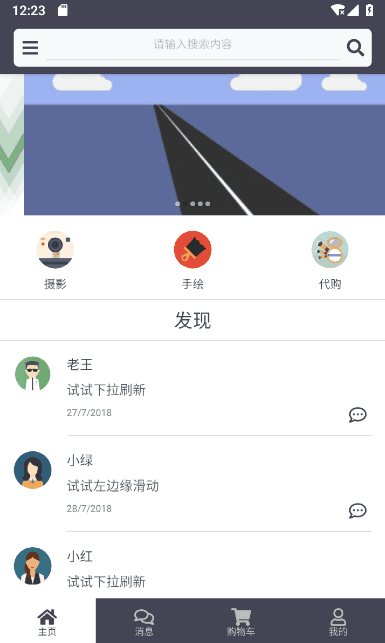 12:23
请输入搜索内容
摄影
手绘
代购
发现
老王
试试下拉刷新
27/7/2018
小绿
试试左边缘滑动
28/7/2018
小红
试试下拉刷新
主页
消息
购物车
我的